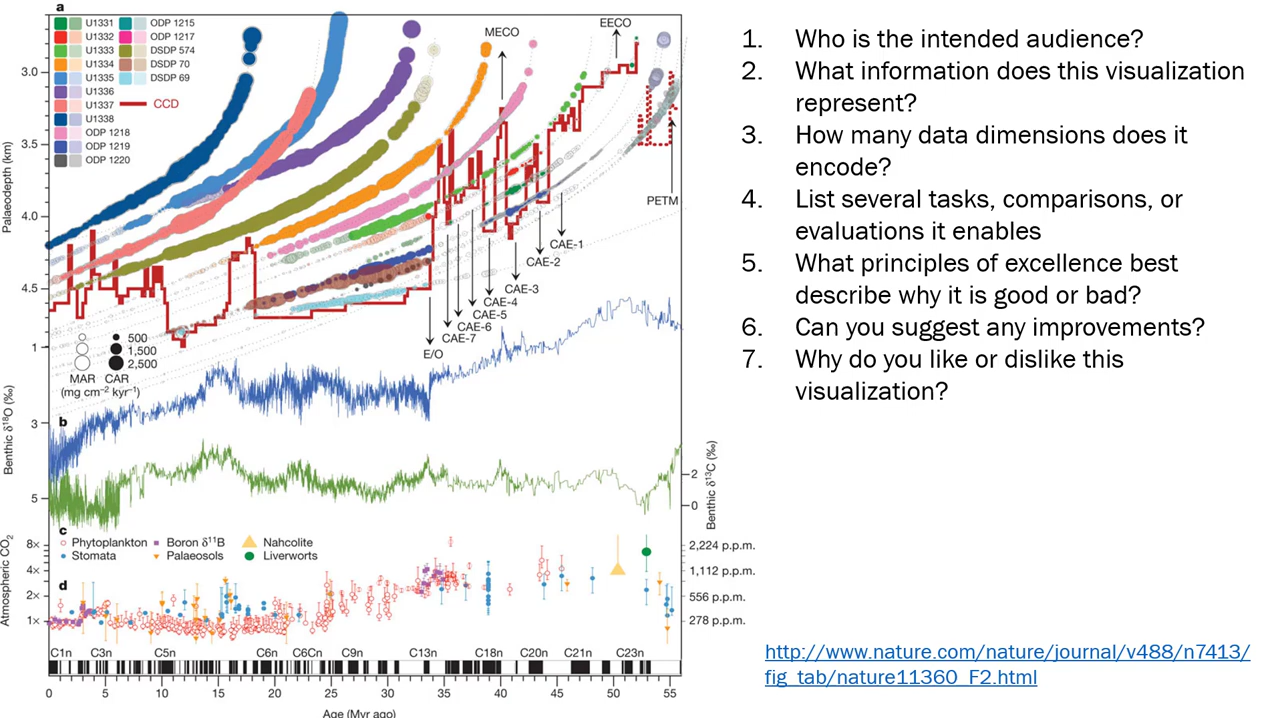 a
U1331
U1332
U1333
U1334
U1335
U1336
U1337
U1338
ODP 1218
ODP 1219
ODP 1220
ODP 1215
ODP 1217
DSDP 574
DSDP 70
DSDP 69
CCD
MECO
EECO
PETM
CAE-1
CAE-2
CAE-3
CAE-4
CAE-5
CAE-6
CAE-7
E/O
Palaeodepth (km)
3.0
3.5
4.0
4.5
500
1,500
2,500
MAR CAR
(mg cm⁻² kyr⁻¹)
b
Benthic δ¹⁸O (‰)
1
3
5
Benthic δ¹³C (‰)
2
0
c
Phytoplankton
Stomata
Boron δ¹¹B
Palaeosols
Nahcolite
Liverworts
d
Atmospheric CO₂
8×
4×
2×
1×
2,224 p.p.m.
1,112 p.p.m.
556 p.p.m.
278 p.p.m.
C1n C3n C5n C6n C6Cn C9n C13n C18n C20n C21n C23n
0 5 10 15 20 25 30 35 40 45 50 55
Age (Myr ago)
1. Who is the intended audience?
2. What information does this visualization
represent?
3. How many data dimensions does it
encode?
4. List several tasks, comparisons, or
evaluations it enables
5. What principles of excellence best
describe why it is good or bad?
6. Can you suggest any improvements?
7. Why do you like or dislike this
visualization?
http://www.nature.com/nature/journal/v488/n7413/
fig_tab/nature11360_F2.html